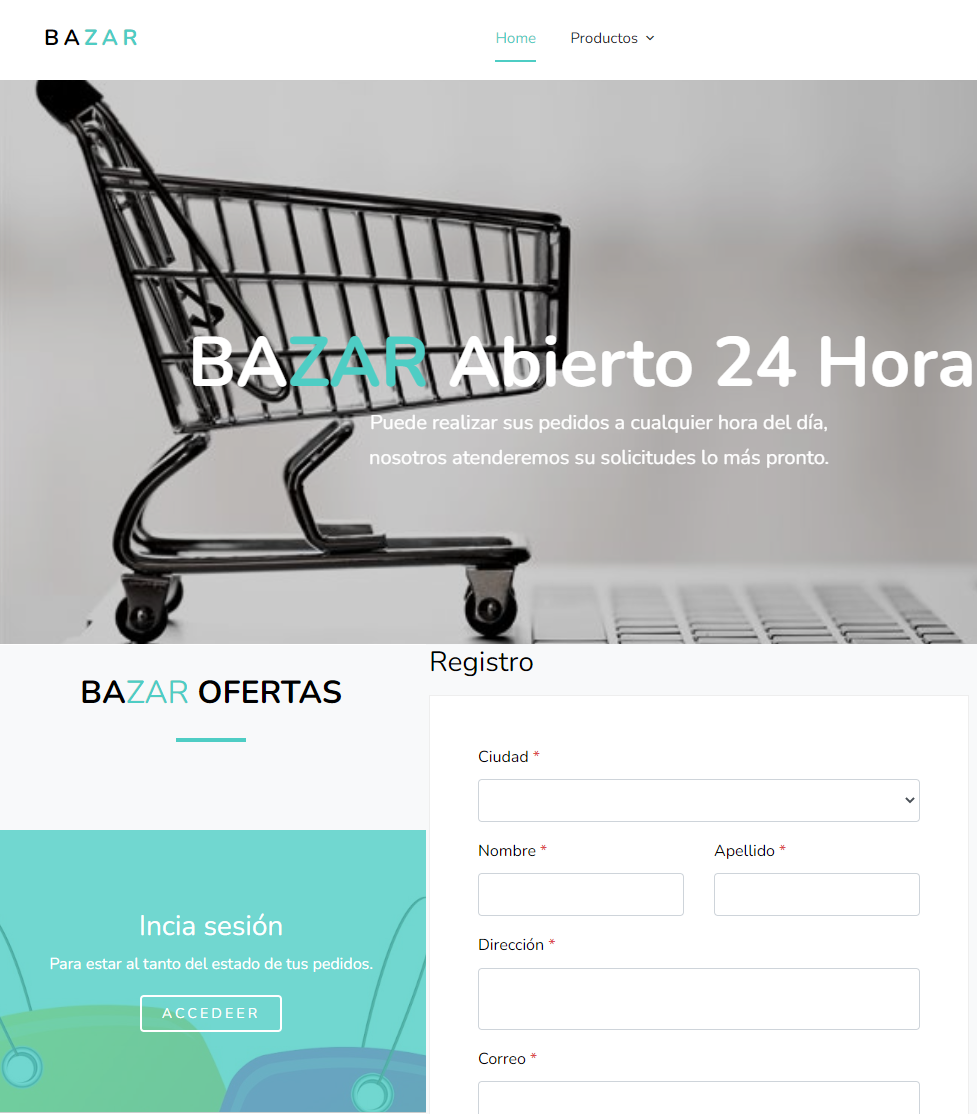 BAZAR
Home
Productos
BAZAR Abierto 24 Hora
Puede realizar sus pedidos a cualquier hora del día,
nosotros atenderemos su solicitudes lo más pronto.
BAZAR OFERTAS
Incia sesión
Para estar al tanto del estado de tus pedidos.
ACCEDEER
Registro
Ciudad *
Nombre *
Apellido *
Dirección *
Correo *